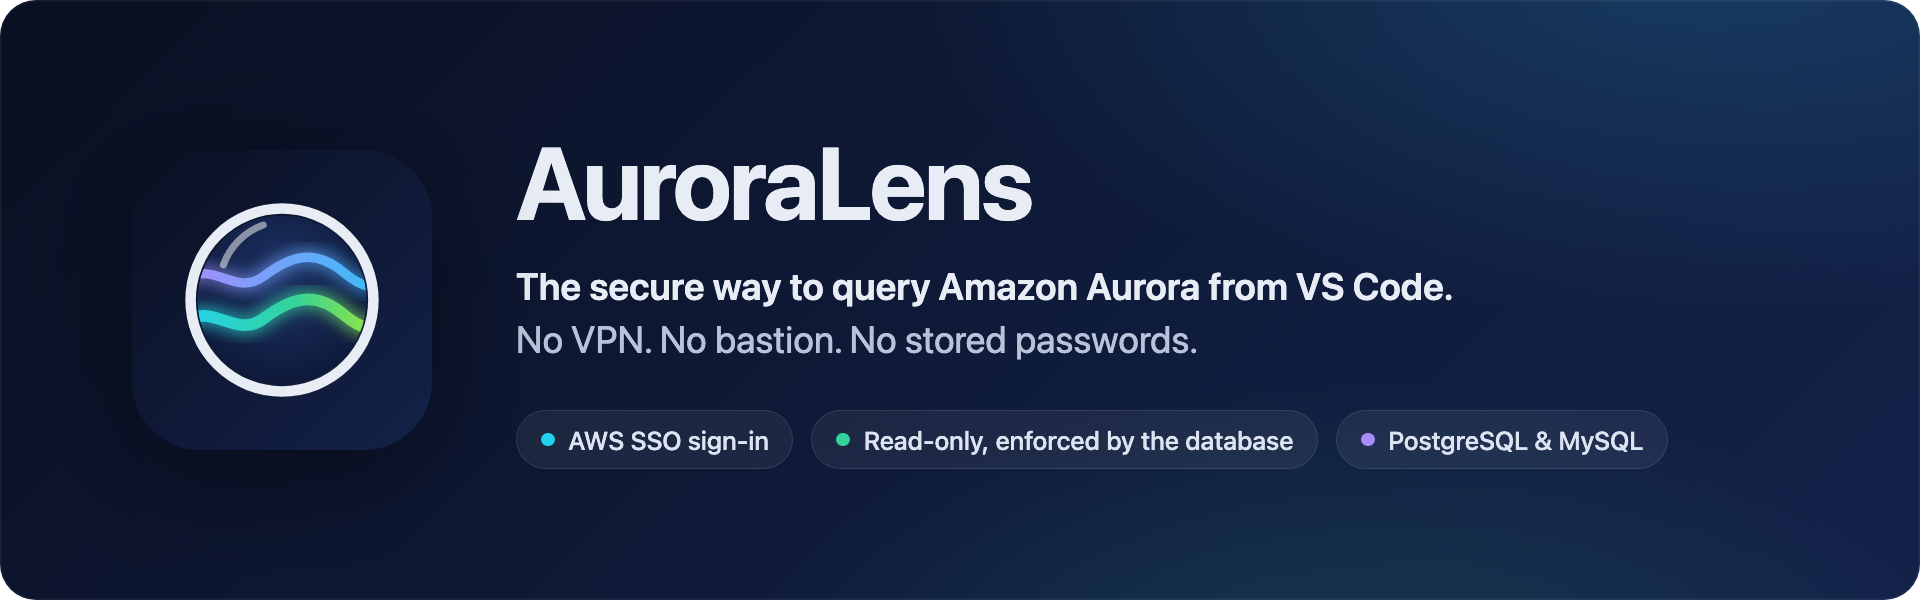 AuroraLens
The secure way to query Amazon Aurora from VS Code.
No VPN. No bastion. No stored passwords.
AWS SSO sign-in
Read-only, enforced by the database
PostgreSQL & MySQL